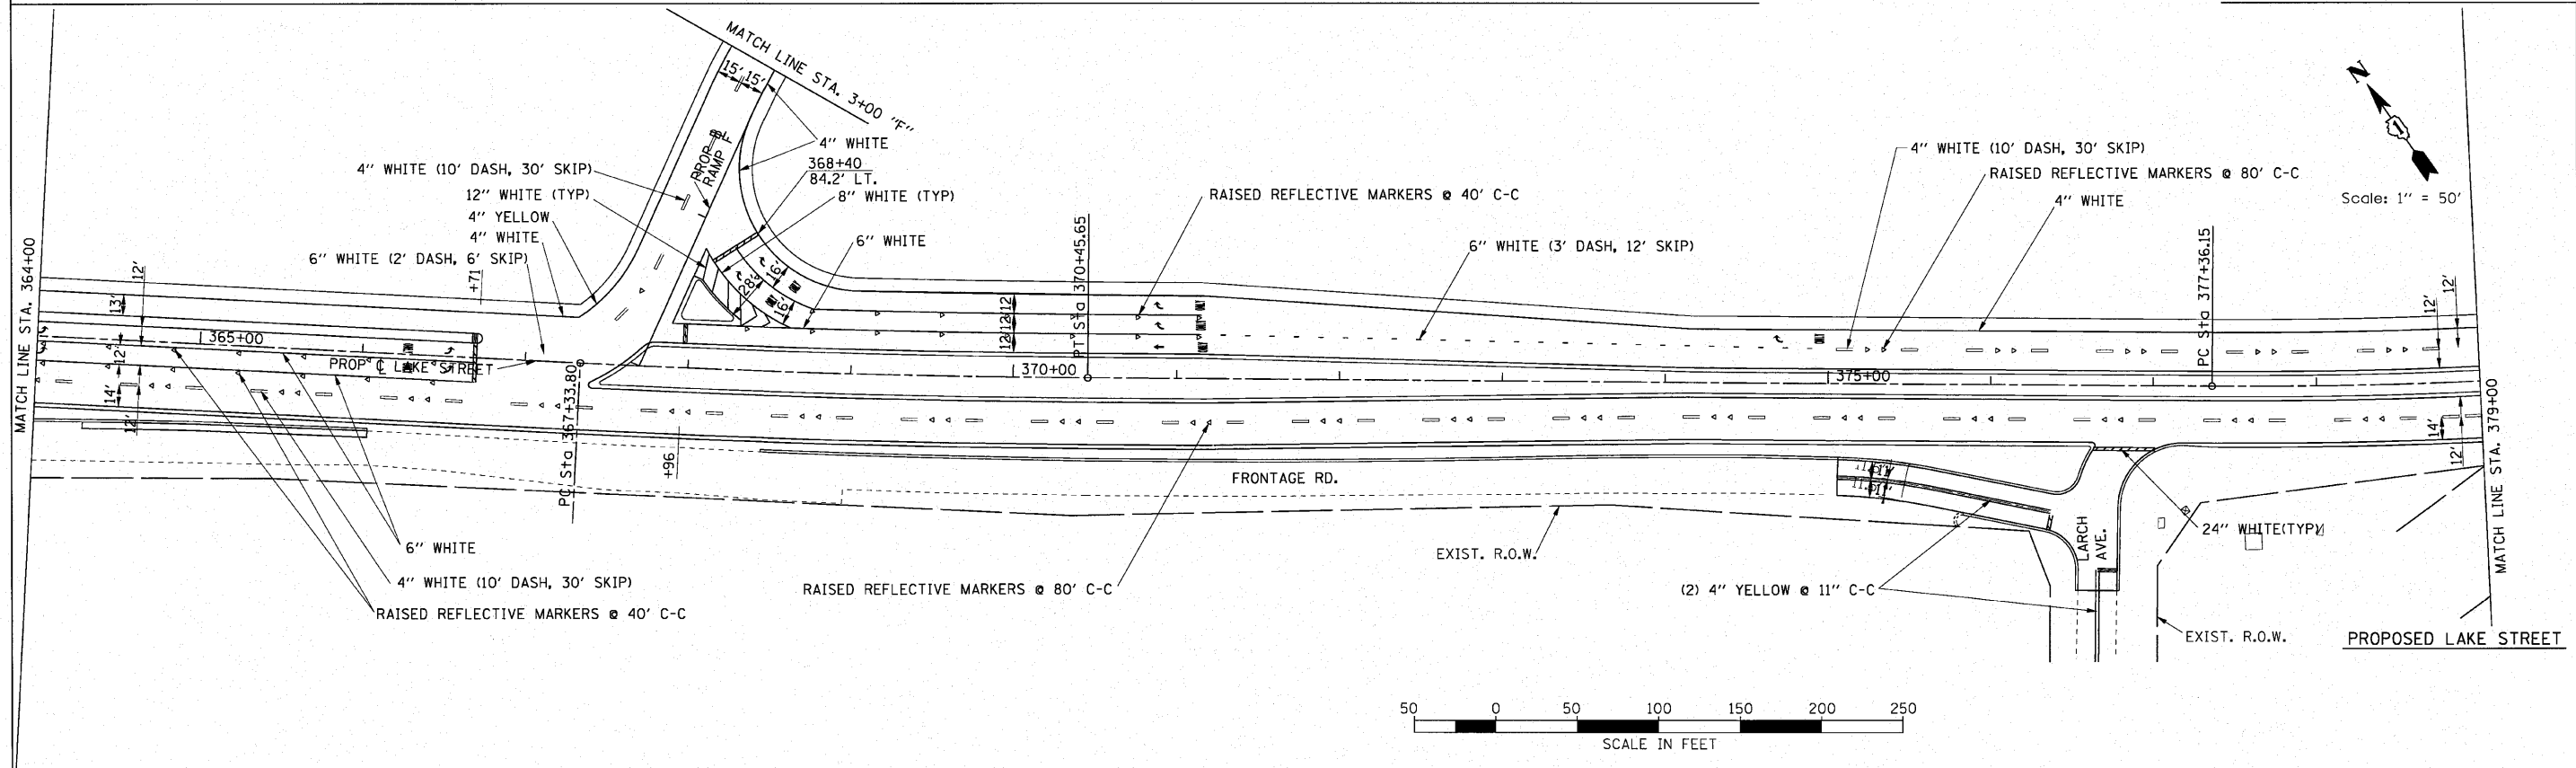 MATCH LINE STA. 3+00 "F"
15' 15'
4" WHITE
368+40
84.2' LT.
8" WHITE (TYP)
6" WHITE
4" WHITE (10' DASH, 30' SKIP)
12" WHITE (TYP)
4" YELLOW
4" WHITE
6" WHITE (2' DASH, 6' SKIP)
PROP
RAMP F
RAISED REFLECTIVE MARKERS @ 40' C-C
6" WHITE (3' DASH, 12' SKIP)
4" WHITE (10' DASH, 30' SKIP)
RAISED REFLECTIVE MARKERS @ 80' C-C
4" WHITE
N
1
Scale: 1" = 50'
MATCH LINE STA. 364+00
13'
12'
+71
16'
28'
16'
12'
12'
12'
PT Sta 370+45.65
PC Sta 377+36.15
12'
12'
365+00
PROP ℄ LAKE STREET
370+00
375+00
12'
14'
12'
PC Sta 367+33.80
+96
14'
12'
MATCH LINE STA. 379+00
FRONTAGE RD.
11.5'
11.5'
11'
11'
LARCH
AVE.
24" WHITE(TYP)
EXIST. R.O.W.
6" WHITE
4" WHITE (10' DASH, 30' SKIP)
RAISED REFLECTIVE MARKERS @ 40' C-C
RAISED REFLECTIVE MARKERS @ 80' C-C
(2) 4" YELLOW @ 11" C-C
EXIST. R.O.W.
PROPOSED LAKE STREET
50 0 50 100 150 200 250
SCALE IN FEET